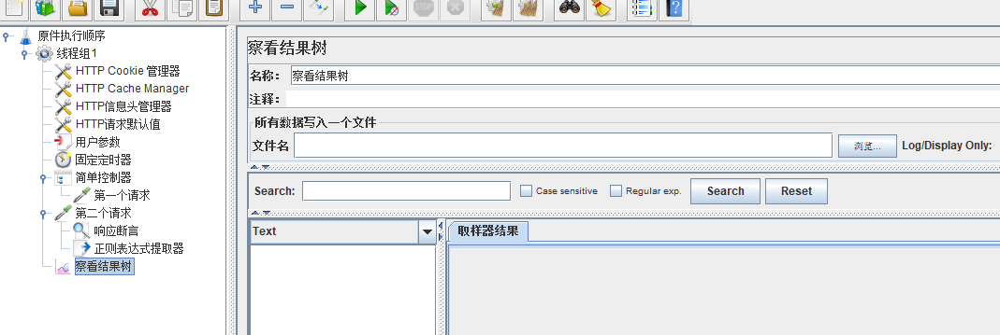 原件执行顺序
线程组1
HTTP Cookie 管理器
HTTP Cache Manager
HTTP信息头管理器
HTTP请求默认值
用户参数
固定定时器
简单控制器
第一个请求
第二个请求
响应断言
正则表达式提取器
察看结果树
STOP
察看结果树
名称： 察看结果树
注释：
所有数据写入一个文件
文件名 浏览... Log/Display Only:
Search: Case sensitive Regular exp. Search Reset
Text 取样器结果